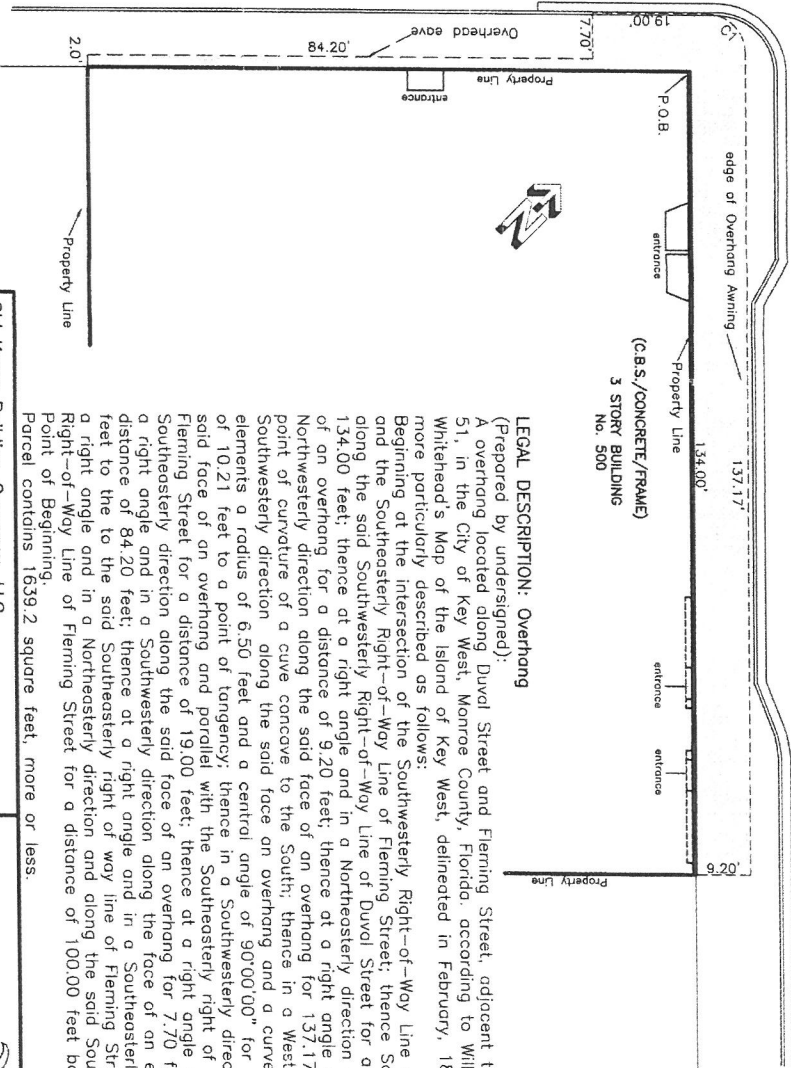 19.00'
C1
7.70'
Overhead eave
84.20'
2.0'
Property Line
entrance
P.O.B.
edge of Overhang Awning
137.17'
134.00'
Property Line
entrance
(C.B.S./CONCRETE/FRAME)
3 STORY BUILDING
No. 500
entrance
entrance
9.20'
Property Line
N
Property Line
LEGAL DESCRIPTION: Overhang
(Prepared by undersigned):
A overhang located along Duval Street and Fleming Street, adjacent
51, in the City of Key West, Monroe County, Florida. according to
Whitehead's Map of the Island of Key West, delineated in February,
more particularly described as follows:
Beginning at the intersection of the Southwesterly Right-of-Way Line
and the Southeasterly Right-of-Way Line of Fleming Street; thence
along the said Southwesterly Right-of-Way Line of Duval Street for a
134.00 feet; thence at a right angle and in a Northeasterly direction
of an overhang for a distance of 9.20 feet; thence at a right angle
Northwesterly direction along the said face of an overhang for 137.17
point of curvature of a cuve concave to the South; thence in a
Southwesterly direction along the said face an overhang and a curve
elements a radius of 6.50 feet and a central angle of 90°00'00" for
of 10.21 feet to a point of tangency; thence in a Southwesterly
said face of an overhang and parallel with the Southeasterly right of
Fleming Street for a distance of 19.00 feet; thence at a right angle
Southeasterly direction along the said face of an overhang for 7.70
a right angle and in a Southwesterly direction along the face of an
distance of 84.20 feet; thence at a right angle and in a
feet to the to the said Southeasterly right of way line of Fleming
a right angle and in a Northeasterly direction and along the said
Right-of-Way Line of Fleming Street for a distance of 100.00 feet
Point of Beginning.
Parcel contains 1639.2 square feet, more or less.